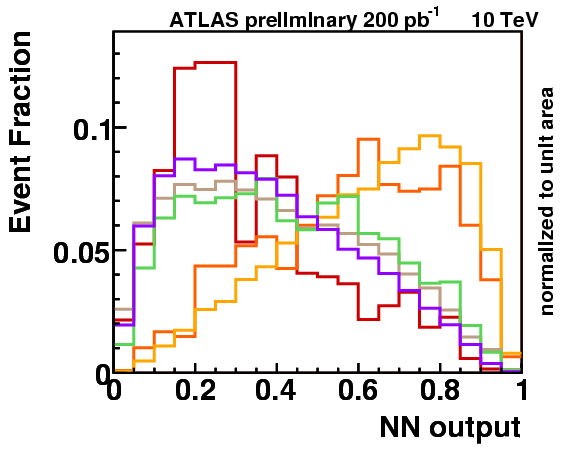 ATLAS preliminary 200 pb-1 10 TeV
Event Fraction
0.1
0.05
0
0 0.2 0.4 0.6 0.8 1
NN output
normalized to unit area